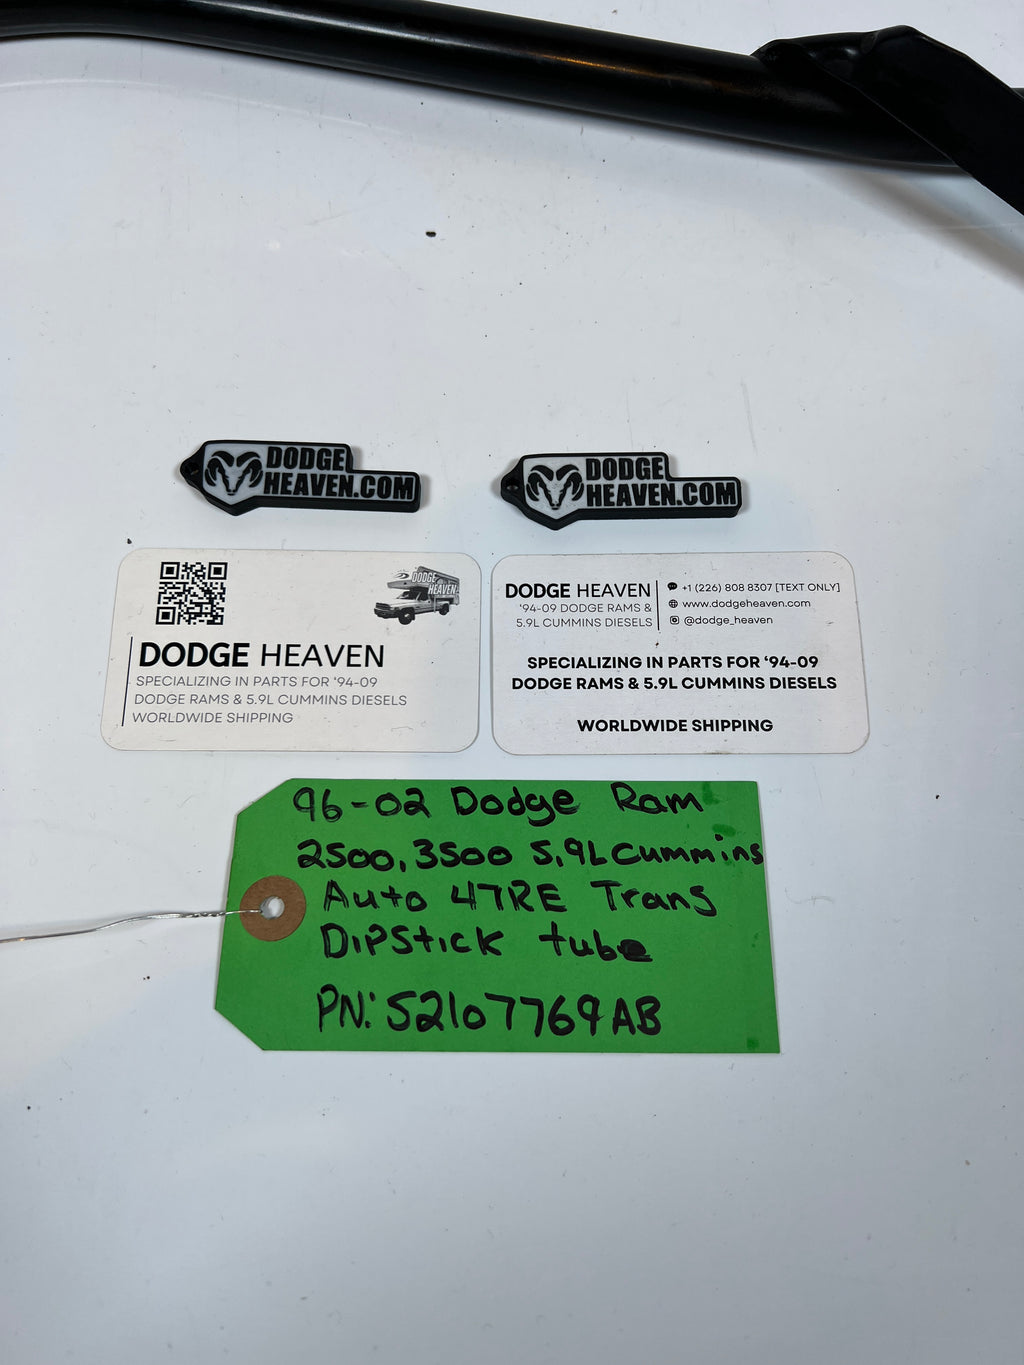 DODGE
HEAVEN.COM
DODGE
HEAVEN.COM
DODGE
HEAVEN
DODGE HEAVEN
SPECIALIZING IN PARTS FOR ‘94-09
DODGE RAMS & 5.9L CUMMINS DIESELS
WORLDWIDE SHIPPING
DODGE HEAVEN
‘94-09 DODGE RAMS &
5.9L CUMMINS DIESELS
+1 (226) 808 8307 [TEXT ONLY]
www.dodgeheaven.com
@dodge_heaven
SPECIALIZING IN PARTS FOR ‘94-09
DODGE RAMS & 5.9L CUMMINS DIESELS
WORLDWIDE SHIPPING
96-02 Dodge Ram
2500, 3500 5.9L Cummins
Auto 47RE Trans
DiPStick tube
PN: 52107769AB